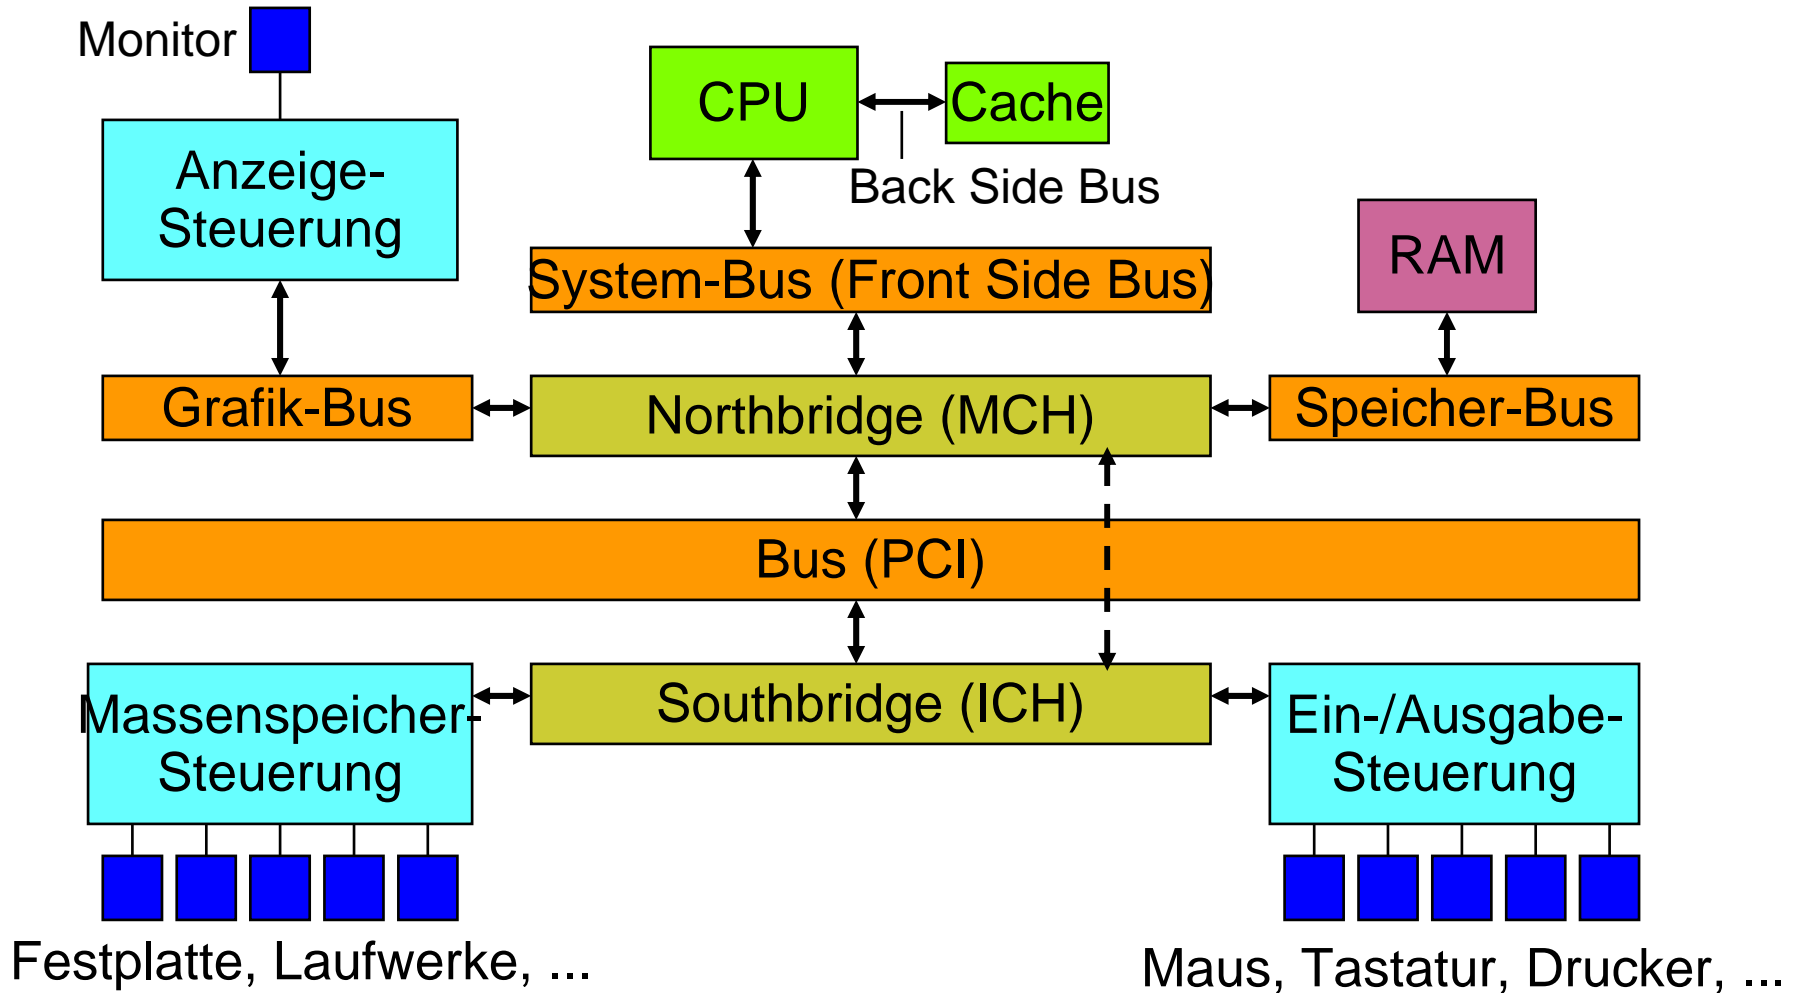 Monitor
CPU
Cache
Anzeige-
Steuerung
Back Side Bus
System-Bus (Front Side Bus)
RAM
Grafik-Bus
Northbridge (MCH)
Speicher-Bus
Bus (PCI)
Massenspeicher-
Steuerung
Southbridge (ICH)
Ein-/Ausgabe-
Steuerung
Festplatte, Laufwerke, ...
Maus, Tastatur, Drucker, ...